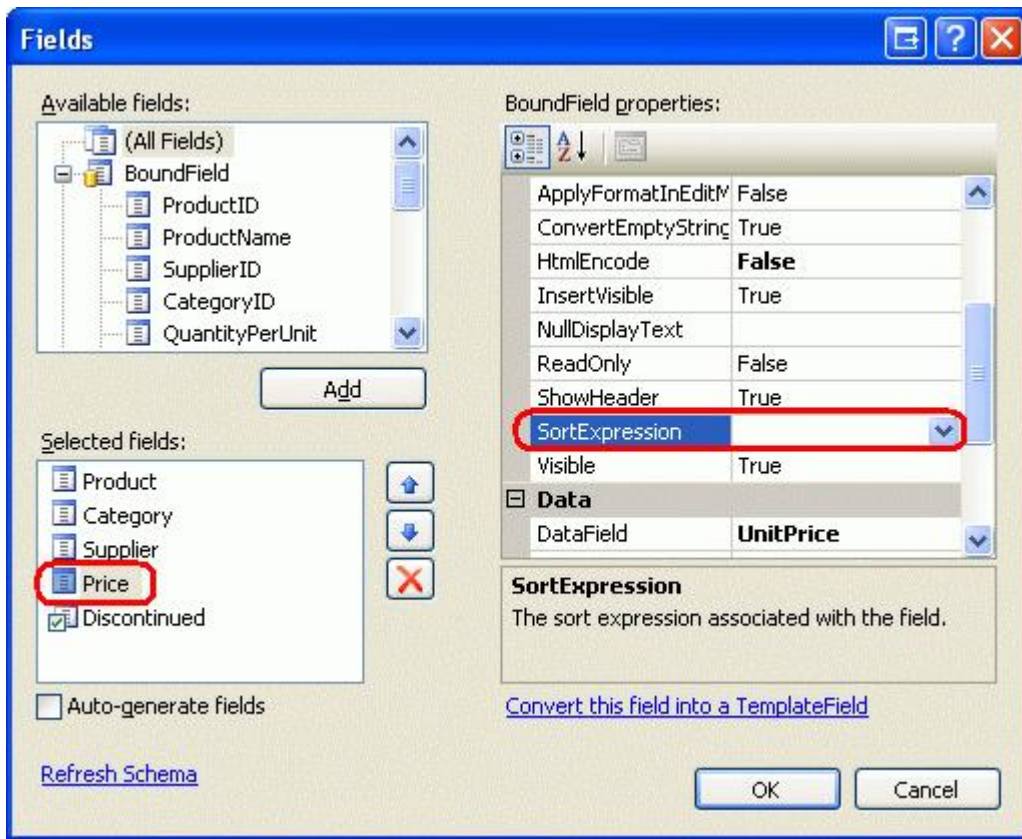 Fields
Available fields:
(All Fields)
BoundField
ProductID
ProductName
SupplierID
CategoryID
QuantityPerUnit
Add
Selected fields:
Product
Category
Supplier
Price
Discontinued
Auto-generate fields
Refresh Schema
BoundField properties:
ApplyFormatInEditM False
ConvertEmptyString True
HtmlEncode False
InsertVisible True
NullDisplayText
ReadOnly False
ShowHeader True
SortExpression
Visible True
Data
DataField UnitPrice
SortExpression
The sort expression associated with the field.
Convert this field into a TemplateField
OK Cancel